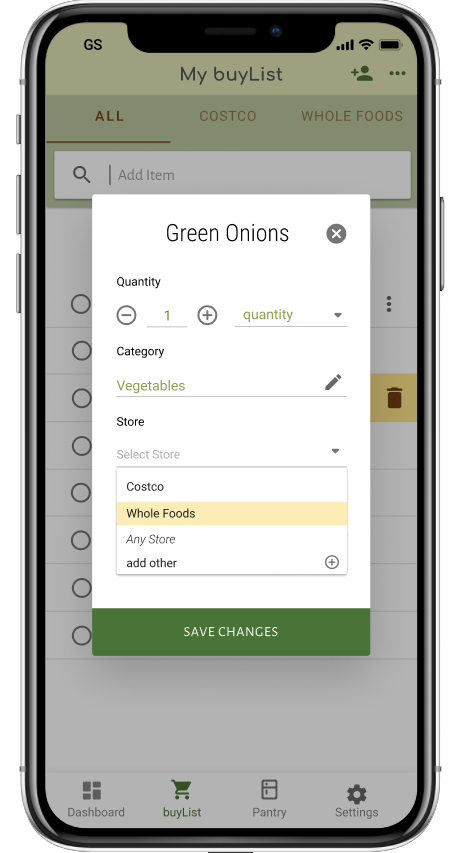 GS
My buyList
ALL COSTCO WHOLE FOODS
Add Item
Green Onions
Quantity
1 quantity
Category
Vegetables
Store
Select Store
Costco
Whole Foods
Any Store
add other
SAVE CHANGES
Dashboard buyList Pantry Settings